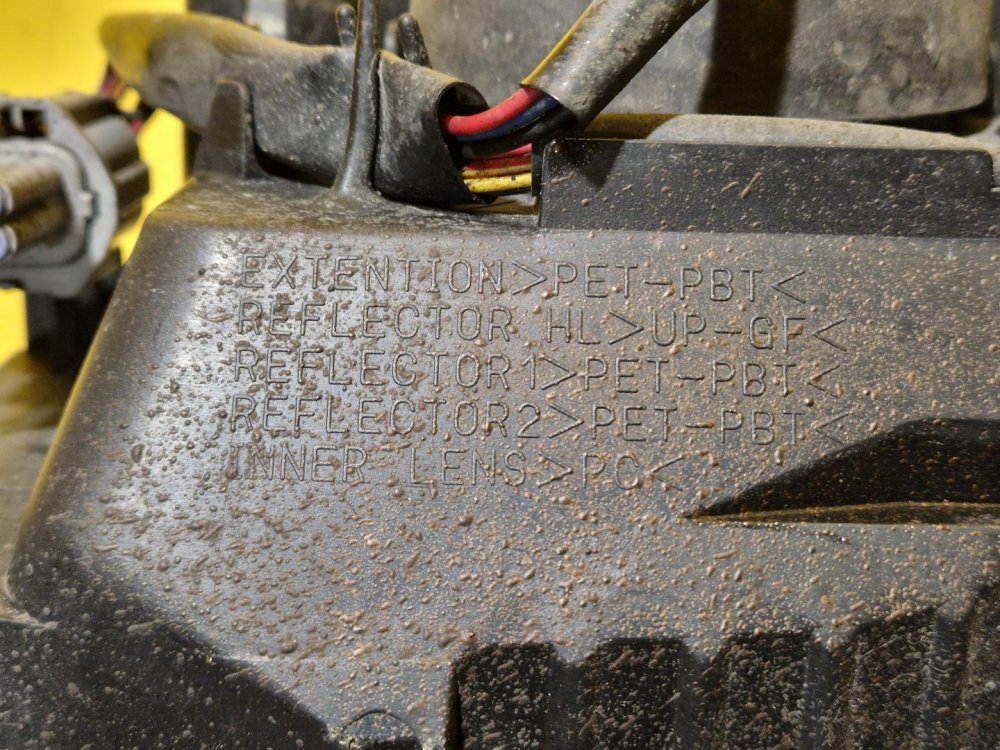 EXTENTION>PET-PBT<
REFLECTOR HL>UP-GF<
REFLECTOR1>PET-PBT<
REFLECTOR2>PET-PBT<
INNER LENS>PC<